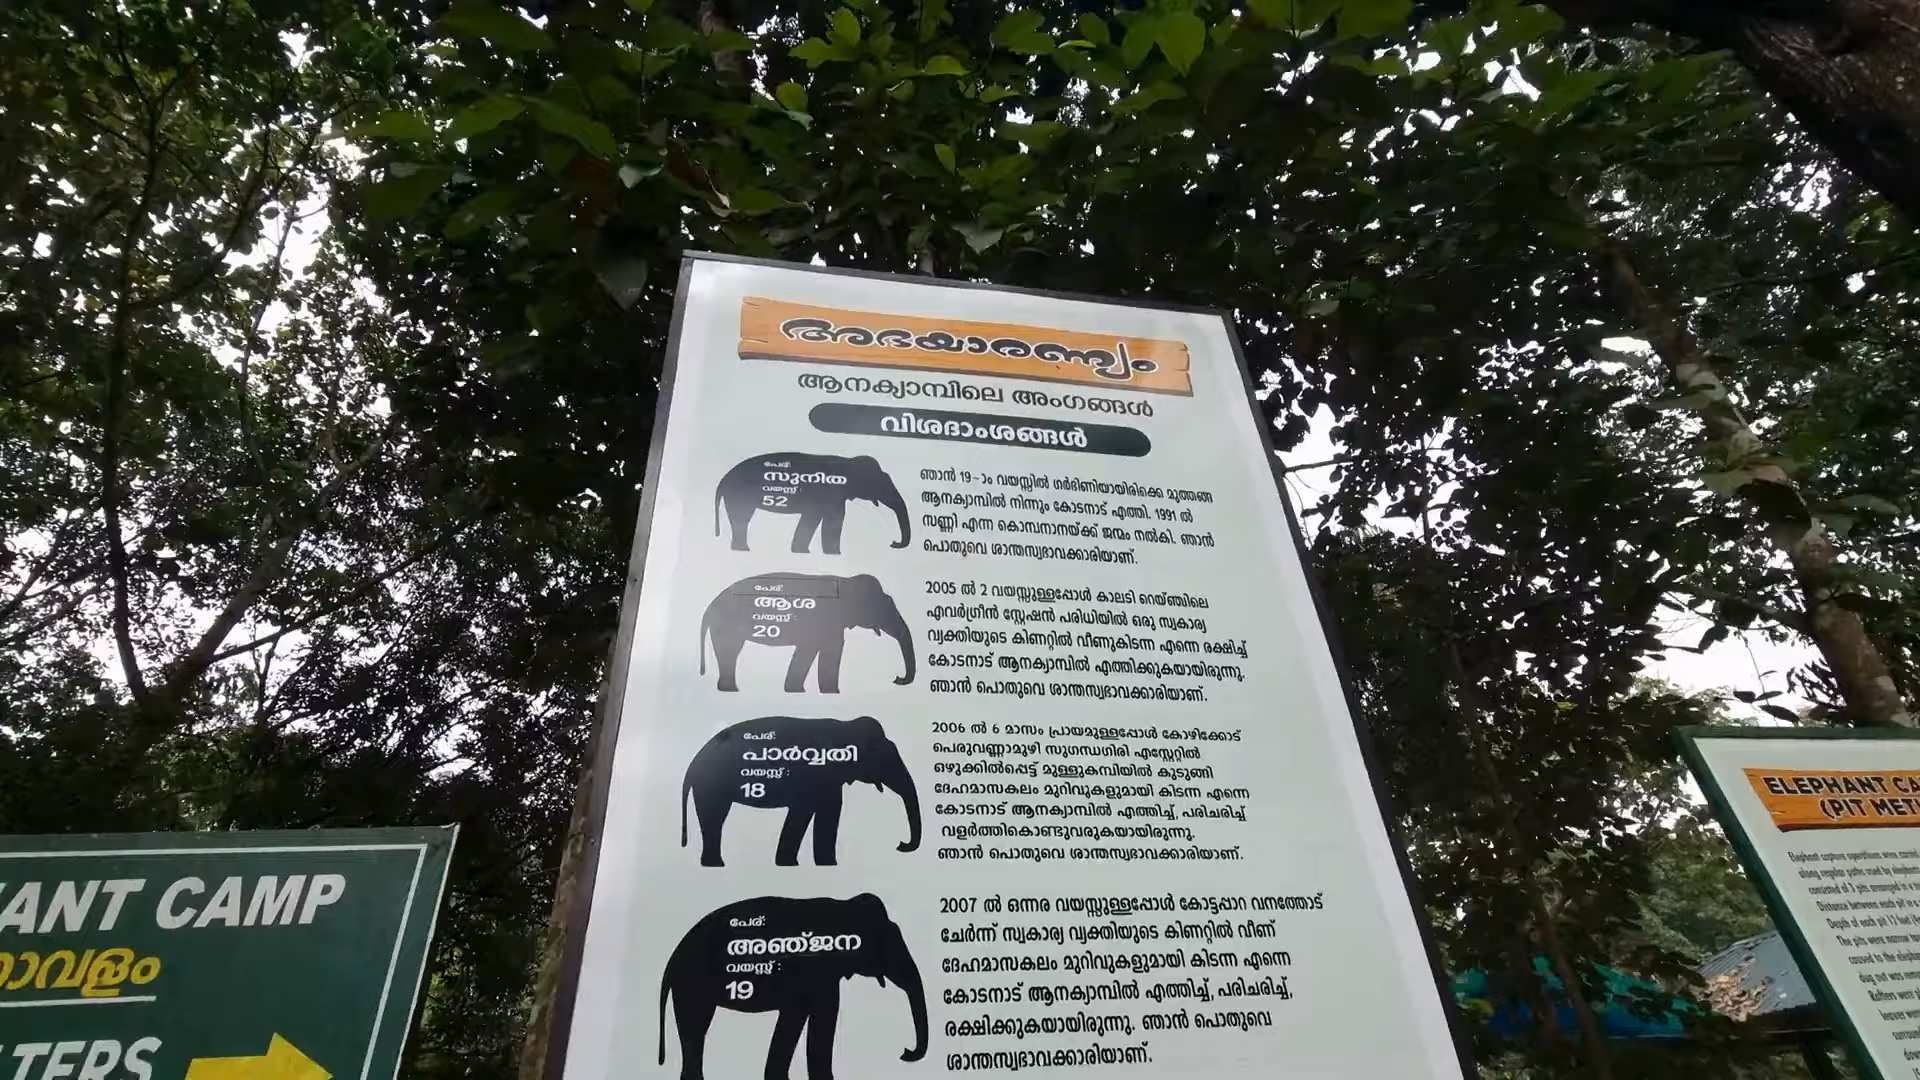 അഭയാരണ്യം
ആനക്യാമ്പിലെ അംഗങ്ങൾ
വിശദാംശങ്ങൾ
പേര്:
സുനിത
വയസ്സ് :
52
ഞാൻ 19-ാം വയസ്സിൽ ഗർഭിണിയായിരിക്കെ മുത്തങ്ങ
ആനക്യാമ്പിൽ നിന്നും കോടനാട് എത്തി. 1991 ൽ
സണ്ണി എന്ന കൊമ്പനാനയ്ക്ക് ജന്മം നൽകി. ഞാൻ
പൊതുവെ ശാന്തസ്വഭാവക്കാരിയാണ്.
പേര്:
ആശ
വയസ്സ് :
20
2005 ൽ 2 വയസ്സുള്ളപ്പോൾ കാലടി റെയ്ഞ്ചിലെ
എവർഗ്രീൻ സ്റ്റേഷൻ പരിധിയിൽ ഒരു സ്വകാര്യ
വ്യക്തിയുടെ കിണറ്റിൽ വീണുകിടന്ന എന്നെ രക്ഷിച്ച്
കോടനാട് ആനക്യാമ്പിൽ എത്തിക്കുകയായിരുന്നു.
ഞാൻ പൊതുവെ ശാന്തസ്വഭാവക്കാരിയാണ്.
പേര്:
പാർവ്വതി
വയസ്സ് :
18
2006 ൽ 6 മാസം പ്രായമുള്ളപ്പോൾ കോഴിക്കോട്
പെരുവണ്ണാമുഴി സുഗന്ധഗിരി എസ്റ്റേറ്റിൽ
ഒഴുക്കിൽപ്പെട്ട് മുള്ളുകമ്പിയിൽ കുടുങ്ങി
ദേഹമാസകലം മുറിവുകളുമായി കിടന്ന എന്നെ
കോടനാട് ആനക്യാമ്പിൽ എത്തിച്ച്, പരിചരിച്ച്
വളർത്തികൊണ്ടുവരുകയായിരുന്നു.
ഞാൻ പൊതുവെ ശാന്തസ്വഭാവക്കാരിയാണ്.
പേര്:
അഞ്ജന
വയസ്സ് :
19
2007 ൽ ഒന്നര വയസ്സുള്ളപ്പോൾ കോട്ടപ്പാറ വനത്തോട്
ചേർന്ന് സ്വകാര്യ വ്യക്തിയുടെ കിണറ്റിൽ വീണ്
ദേഹമാസകലം മുറിവുകളുമായി കിടന്ന എന്നെ
കോടനാട് ആനക്യാമ്പിൽ എത്തിച്ച്, പരിചരിച്ച്,
രക്ഷിക്കുകയായിരുന്നു. ഞാൻ പൊതുവെ
ശാന്തസ്വഭാവക്കാരിയാണ്.
ANT CAMP
ാവളം
TERS
ELEPHANT CA
(PIT MET